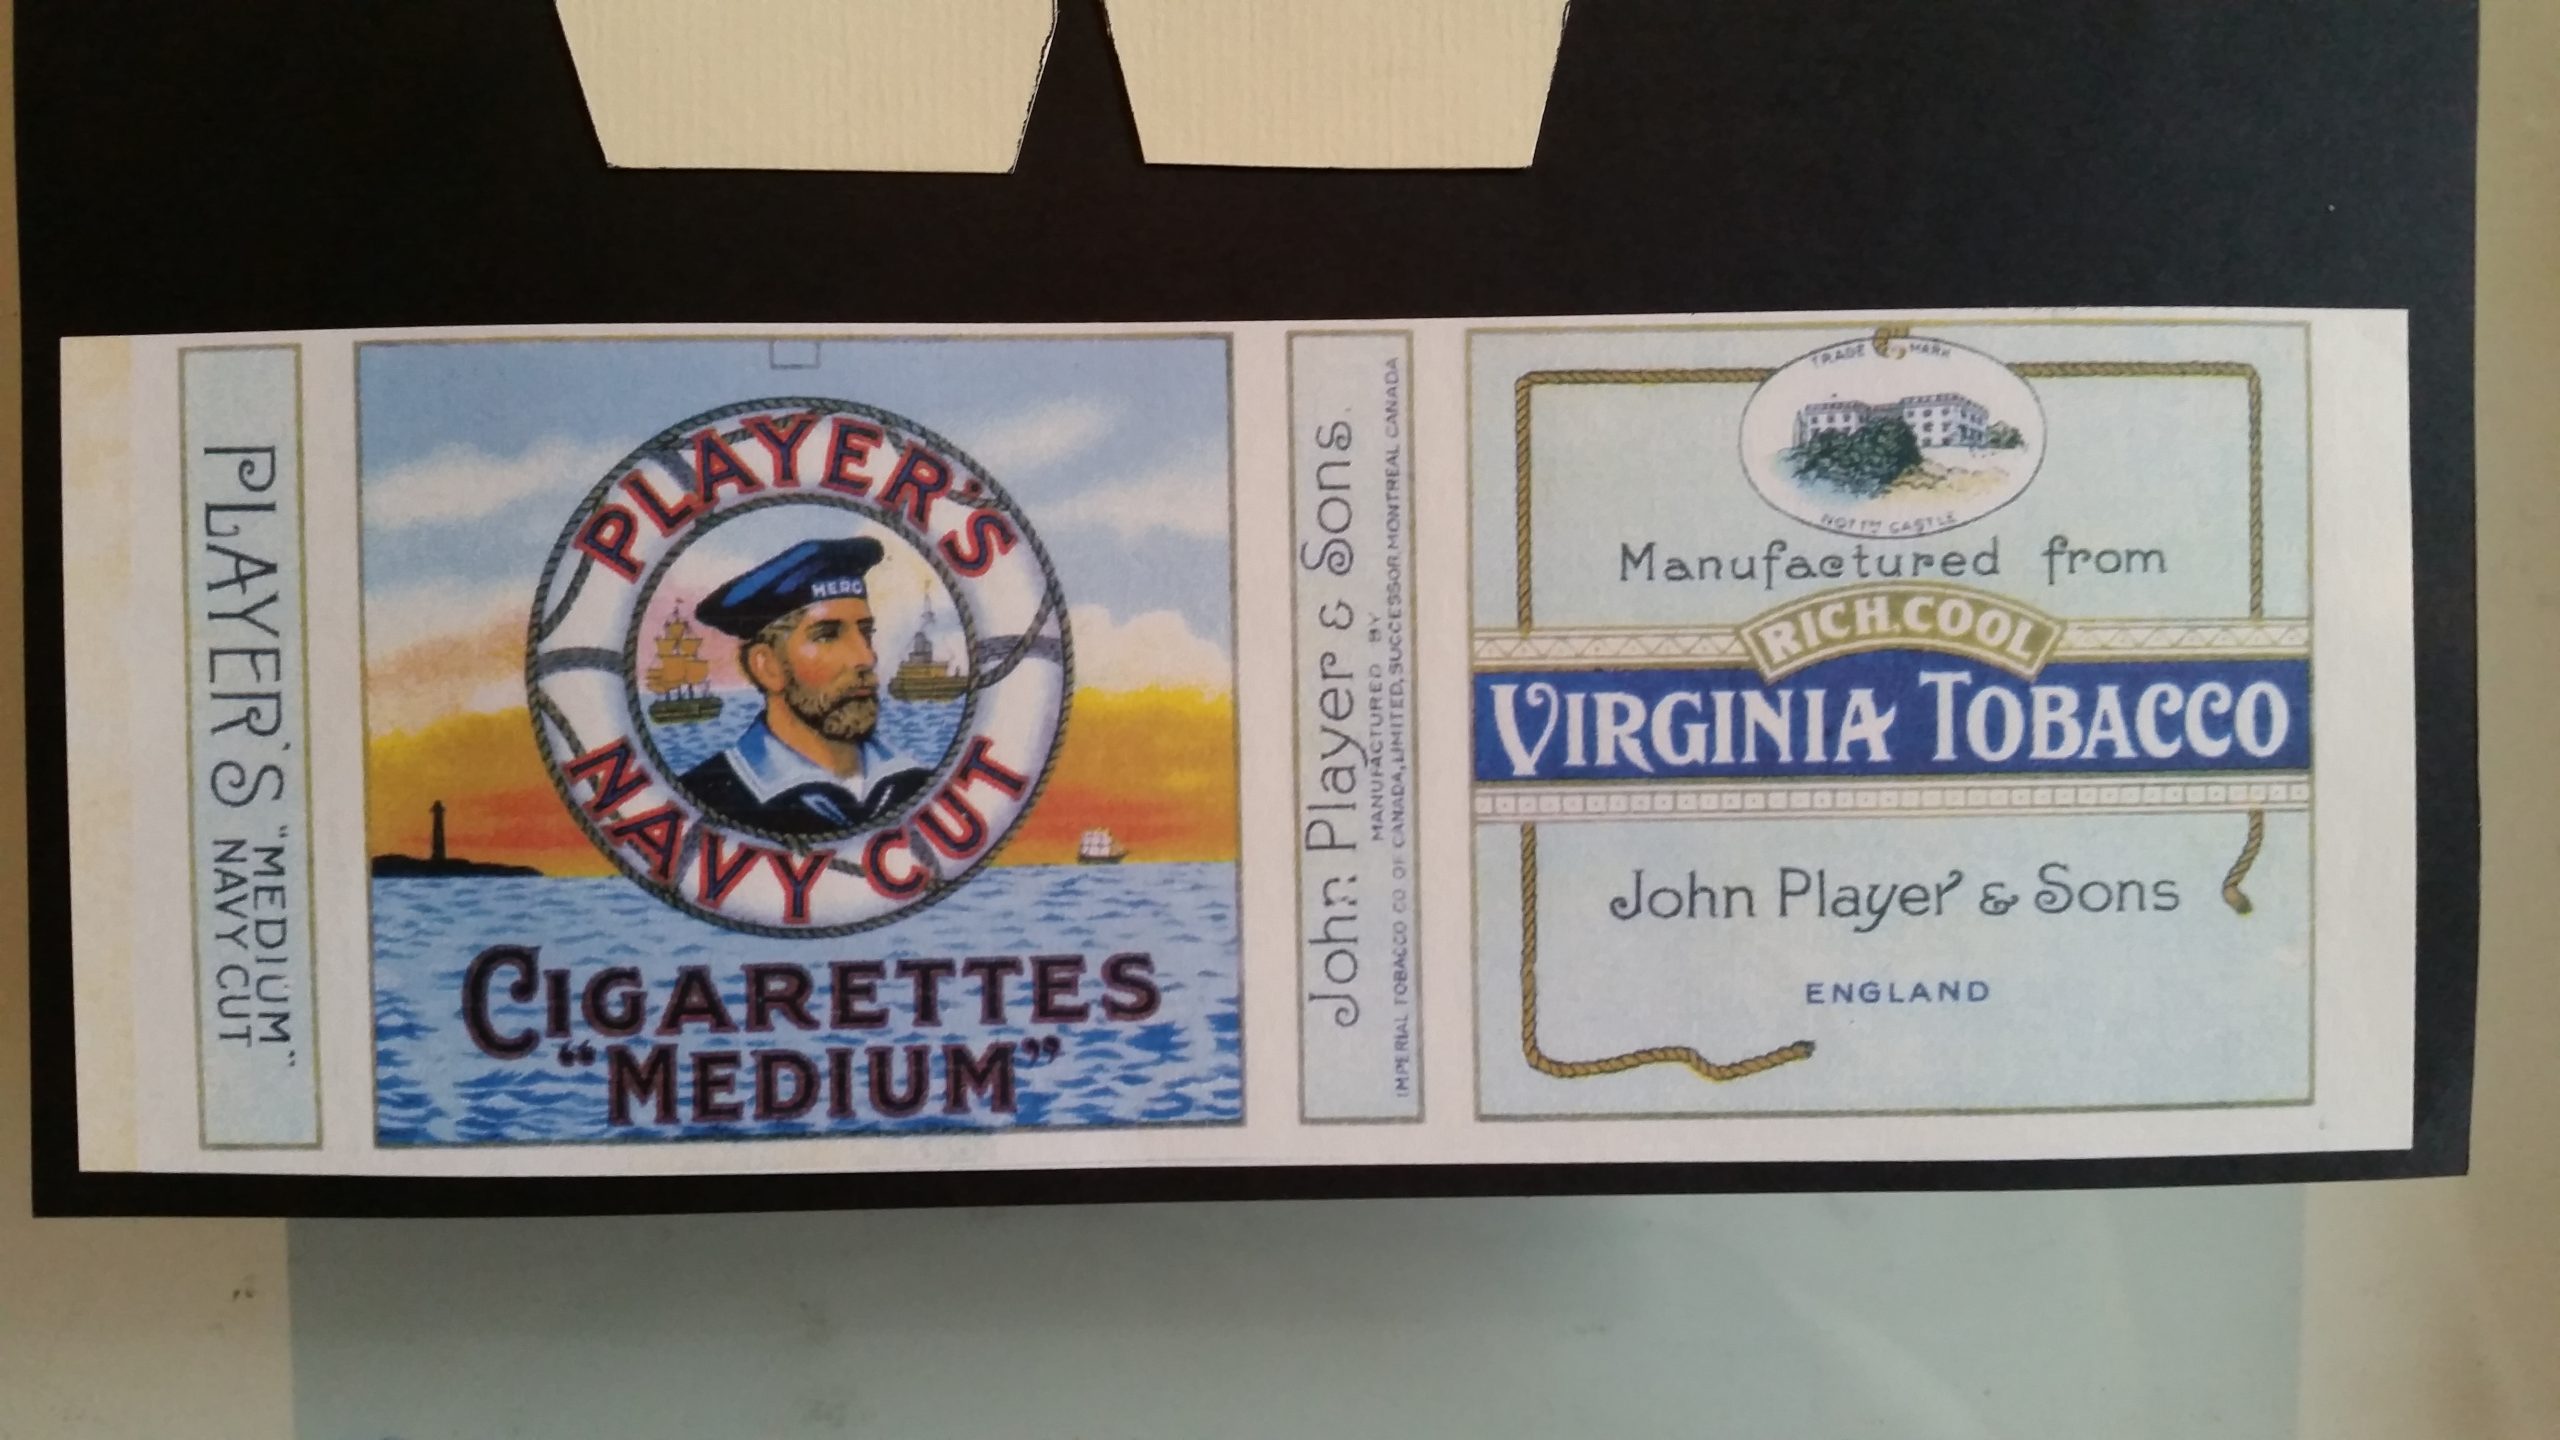 PLAYER'S "MEDIUM"
NAVY CUT
PLAYER'S
HERO
NAVY CUT
CIGARETTES
"MEDIUM"
John Player & Sons.
MANUFACTURED BY
IMPERIAL TOBACCO CO OF CANADA, LIMITED, SUCCESSOR, MONTREAL CANADA
TRADE MARK
NOTTM CASTLE
Manufactured from
RICH, COOL
VIRGINIA TOBACCO
John Player & Sons
ENGLAND